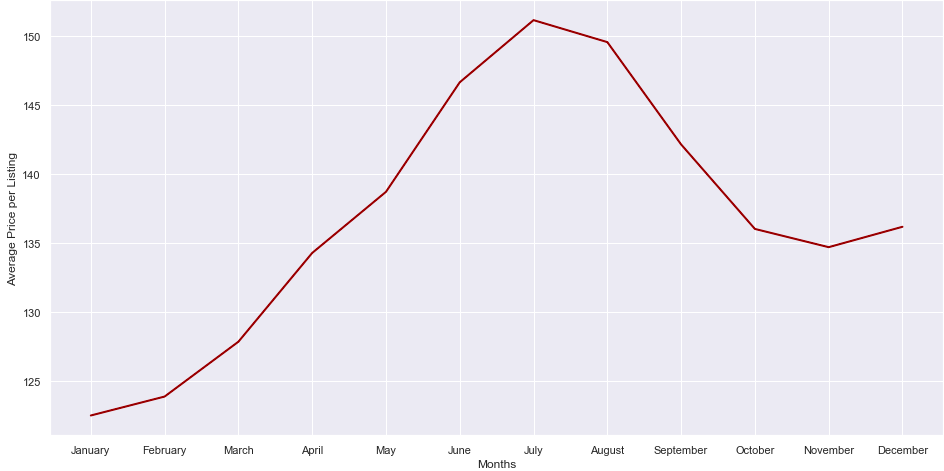 150
145
140
135
130
125
Average Price per Listing
January February March April May June July August September October November December
Months